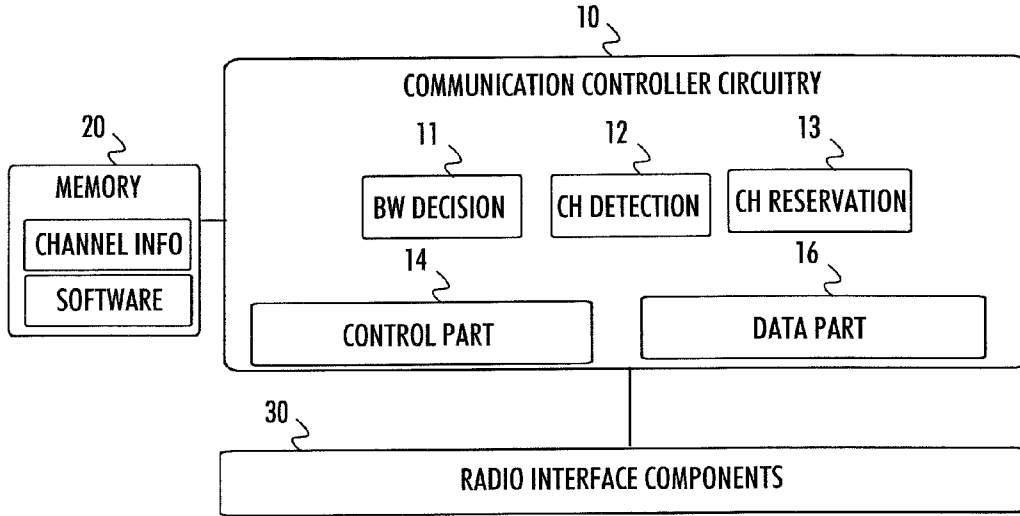 10
COMMUNICATION CONTROLLER CIRCUITRY
20
11
12
13
MEMORY
BW DECISION
CH DETECTION
CH RESERVATION
CHANNEL INFO
SOFTWARE
14
16
CONTROL PART
DATA PART
30
RADIO INTERFACE COMPONENTS